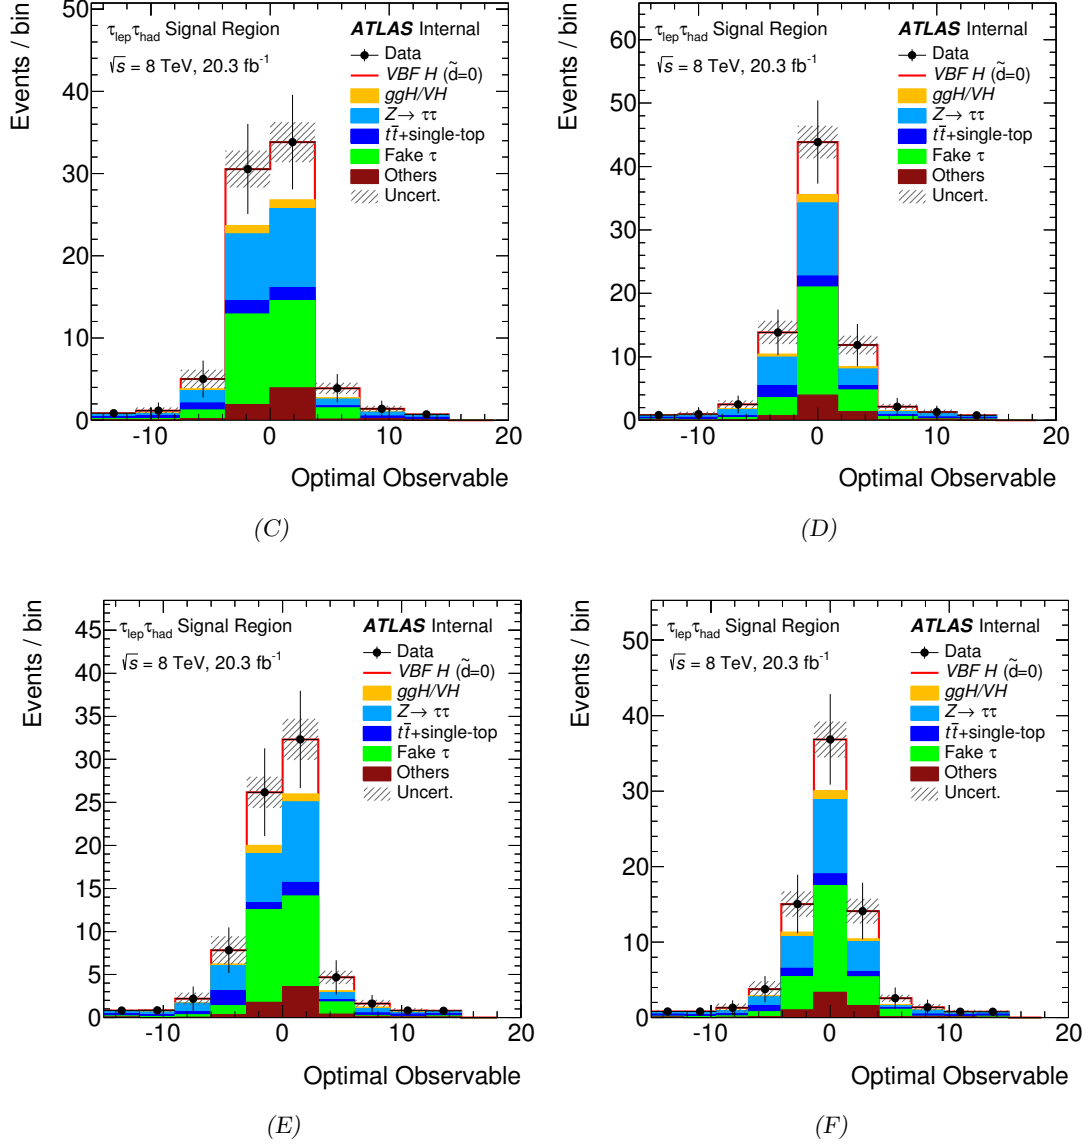 Events / bin
50
40
30
20
10
0
τlepτhad Signal Region
√s = 8 TeV, 20.3 fb⁻¹
ATLAS Internal
Data
VBF H (d̃=0)
ggH/VH
Z→ ττ
tt̄+single-top
Fake τ
Others
Uncert.
-10 0 10 20
Optimal Observable
(C)
Events / bin
60
50
40
30
20
10
0
τlepτhad Signal Region
√s = 8 TeV, 20.3 fb⁻¹
ATLAS Internal
Data
VBF H (d̃=0)
ggH/VH
Z→ ττ
tt̄+single-top
Fake τ
Others
Uncert.
-10 0 10 20
Optimal Observable
(D)
Events / bin
45
40
35
30
25
20
15
10
5
0
τlepτhad Signal Region
√s = 8 TeV, 20.3 fb⁻¹
ATLAS Internal
Data
VBF H (d̃=0)
ggH/VH
Z→ ττ
tt̄+single-top
Fake τ
Others
Uncert.
-10 0 10 20
Optimal Observable
(E)
Events / bin
50
40
30
20
10
0
τlepτhad Signal Region
√s = 8 TeV, 20.3 fb⁻¹
ATLAS Internal
Data
VBF H (d̃=0)
ggH/VH
Z→ ττ
tt̄+single-top
Fake τ
Others
Uncert.
-10 0 10 20
Optimal Observable
(F)